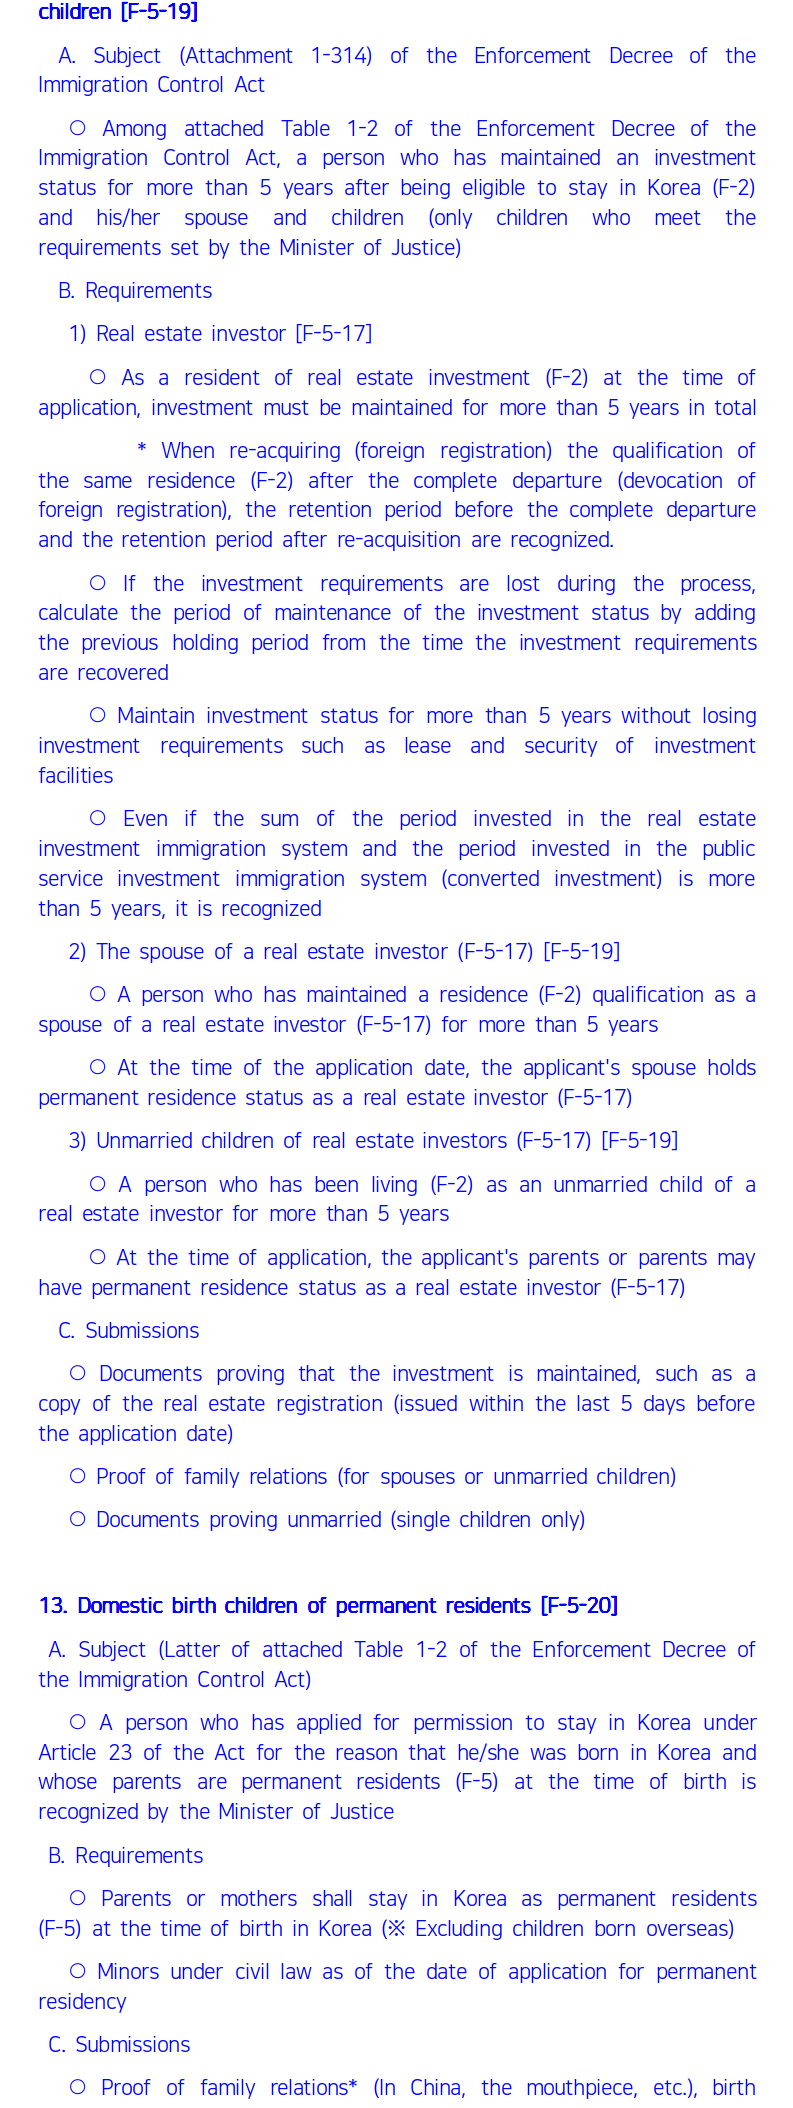 children [F-5-19]
A. Subject (Attachment 1-314) of the Enforcement Decree of the
Immigration Control Act
○ Among attached Table 1-2 of the Enforcement Decree of the
Immigration Control Act, a person who has maintained an investment
status for more than 5 years after being eligible to stay in Korea (F-2)
and his/her spouse and children (only children who meet the
requirements set by the Minister of Justice)
B. Requirements
1) Real estate investor [F-5-17]
○ As a resident of real estate investment (F-2) at the time of
application, investment must be maintained for more than 5 years in total
* When re-acquiring (foreign registration) the qualification of
the same residence (F-2) after the complete departure (devocation of
foreign registration), the retention period before the complete departure
and the retention period after re-acquisition are recognized.
○ If the investment requirements are lost during the process,
calculate the period of maintenance of the investment status by adding
the previous holding period from the time the investment requirements
are recovered
○ Maintain investment status for more than 5 years without losing
investment requirements such as lease and security of investment
facilities
○ Even if the sum of the period invested in the real estate
investment immigration system and the period invested in the public
service investment immigration system (converted investment) is more
than 5 years, it is recognized
2) The spouse of a real estate investor (F-5-17) [F-5-19]
○ A person who has maintained a residence (F-2) qualification as a
spouse of a real estate investor (F-5-17) for more than 5 years
○ At the time of the application date, the applicant's spouse holds
permanent residence status as a real estate investor (F-5-17)
3) Unmarried children of real estate investors (F-5-17) [F-5-19]
○ A person who has been living (F-2) as an unmarried child of a
real estate investor for more than 5 years
○ At the time of application, the applicant's parents or parents may
have permanent residence status as a real estate investor (F-5-17)
C. Submissions
○ Documents proving that the investment is maintained, such as a
copy of the real estate registration (issued within the last 5 days before
the application date)
○ Proof of family relations (for spouses or unmarried children)
○ Documents proving unmarried (single children only)
13. Domestic birth children of permanent residents [F-5-20]
A. Subject (Latter of attached Table 1-2 of the Enforcement Decree of
the Immigration Control Act)
○ A person who has applied for permission to stay in Korea under
Article 23 of the Act for the reason that he/she was born in Korea and
whose parents are permanent residents (F-5) at the time of birth is
recognized by the Minister of Justice
B. Requirements
○ Parents or mothers shall stay in Korea as permanent residents
(F-5) at the time of birth in Korea (※ Excluding children born overseas)
○ Minors under civil law as of the date of application for permanent
residency
C. Submissions
○ Proof of family relations* (In China, the mouthpiece, etc.), birth